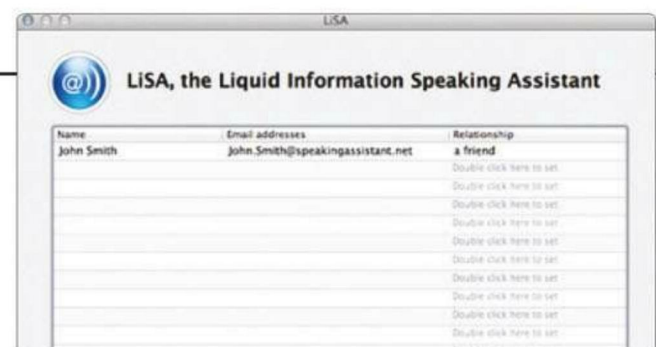 LiSA
@))
LiSA, the Liquid Information Speaking Assistant
Name Email addresses Relationship
John Smith John.Smith@speakingassistant.net a friend
Double click here to set
Double click here to set
Double click here to set
Double click here to set
Double click here to set
Double click here to set
Double click here to set
Double click here to set
Double click here to set
Double click here to set